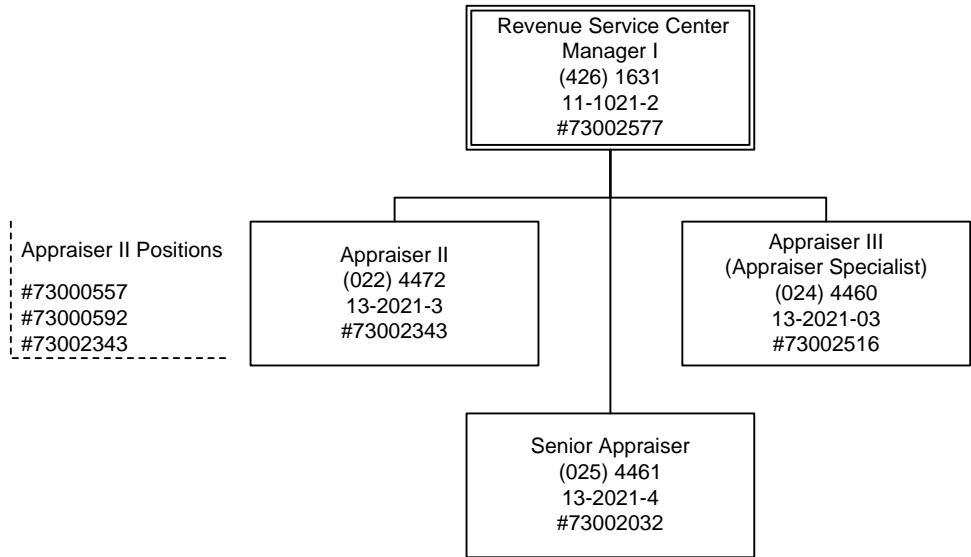 Revenue Service Center
Manager I
(426) 1631
11-1021-2
#73002577
Appraiser II Positions
#73000557
#73000592
#73002343
Appraiser II
(022) 4472
13-2021-3
#73002343
Appraiser III
(Appraiser Specialist)
(024) 4460
13-2021-03
#73002516
Senior Appraiser
(025) 4461
13-2021-4
#73002032